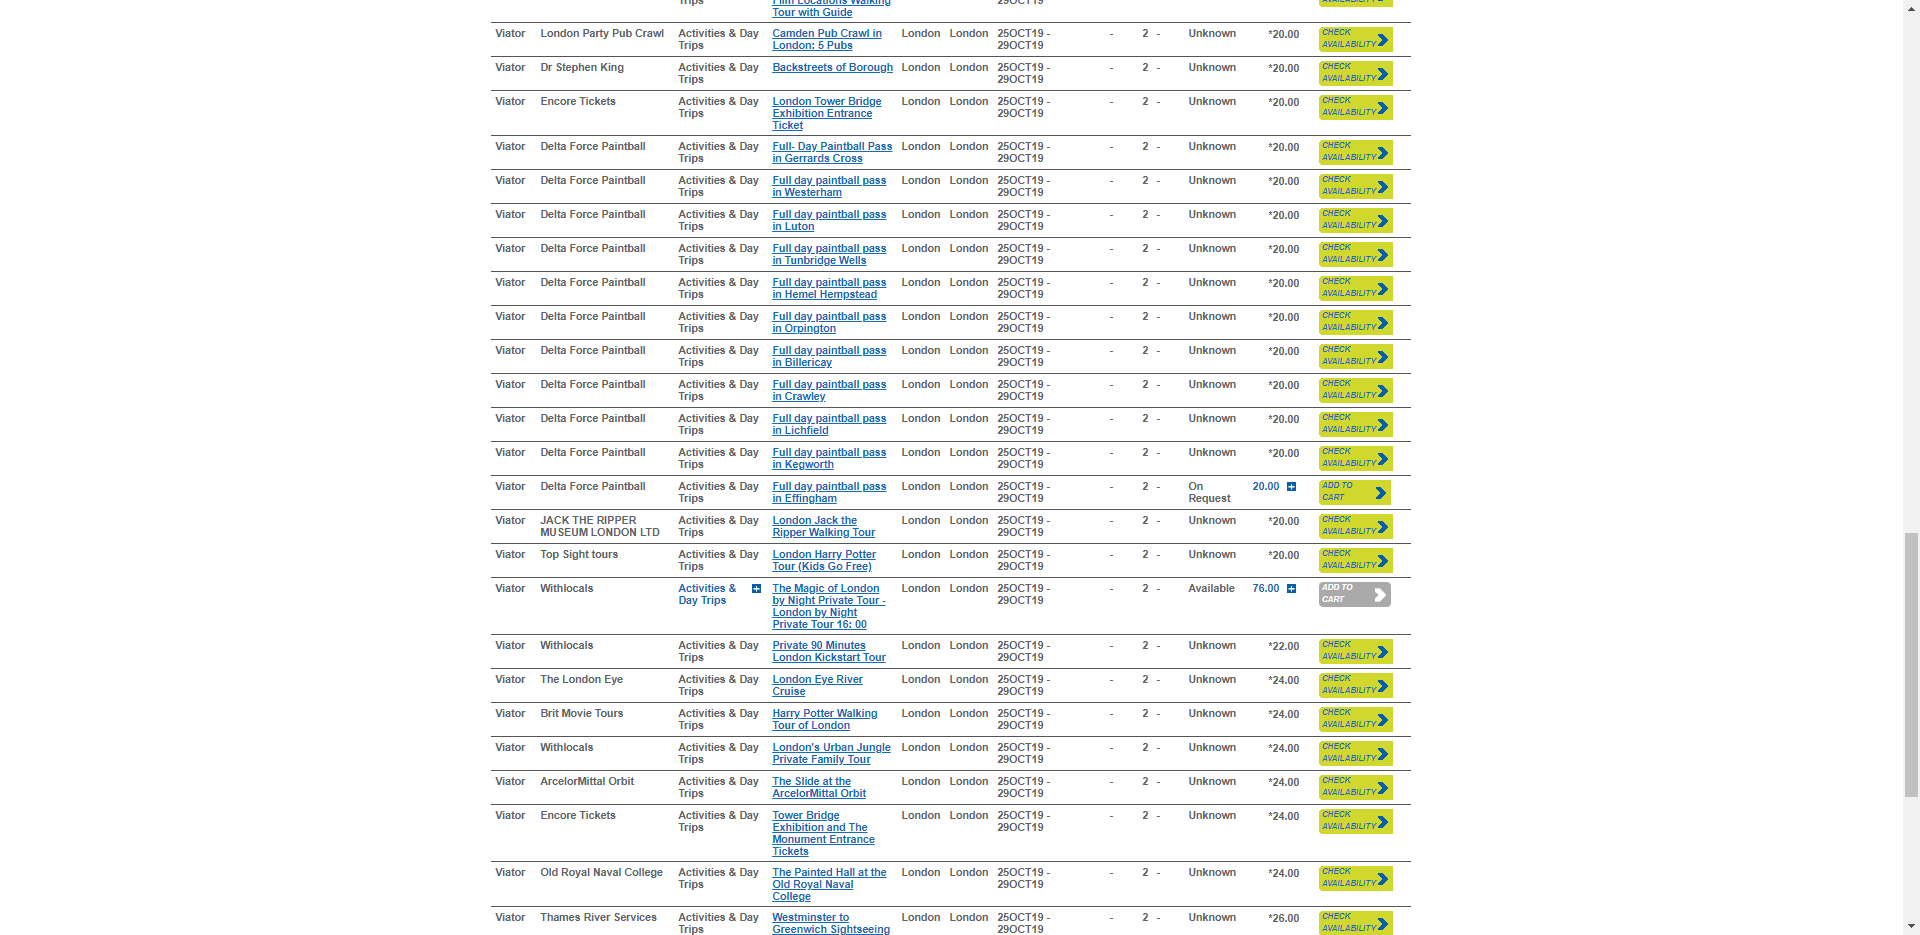 Trips Film Locations Walking 29OCT19
Tour with Guide
Viator London Party Pub Crawl Activities & Day Camden Pub Crawl in London London 25OCT19 - - 2 - Unknown *20.00 CHECK
Trips London: 5 Pubs 29OCT19 AVAILABILITY
Viator Dr Stephen King Activities & Day Backstreets of Borough London London 25OCT19 - - 2 - Unknown *20.00 CHECK
Trips 29OCT19 AVAILABILITY
Viator Encore Tickets Activities & Day London Tower Bridge London London 25OCT19 - - 2 - Unknown *20.00 CHECK
Trips Exhibition Entrance 29OCT19 AVAILABILITY
Ticket
Viator Delta Force Paintball Activities & Day Full- Day Paintball Pass London London 25OCT19 - - 2 - Unknown *20.00 CHECK
Trips in Gerrards Cross 29OCT19 AVAILABILITY
Viator Delta Force Paintball Activities & Day Full day paintball pass London London 25OCT19 - - 2 - Unknown *20.00 CHECK
Trips in Westerham 29OCT19 AVAILABILITY
Viator Delta Force Paintball Activities & Day Full day paintball pass London London 25OCT19 - - 2 - Unknown *20.00 CHECK
Trips in Luton 29OCT19 AVAILABILITY
Viator Delta Force Paintball Activities & Day Full day paintball pass London London 25OCT19 - - 2 - Unknown *20.00 CHECK
Trips in Tunbridge Wells 29OCT19 AVAILABILITY
Viator Delta Force Paintball Activities & Day Full day paintball pass London London 25OCT19 - - 2 - Unknown *20.00 CHECK
Trips in Hemel Hempstead 29OCT19 AVAILABILITY
Viator Delta Force Paintball Activities & Day Full day paintball pass London London 25OCT19 - - 2 - Unknown *20.00 CHECK
Trips in Orpington 29OCT19 AVAILABILITY
Viator Delta Force Paintball Activities & Day Full day paintball pass London London 25OCT19 - - 2 - Unknown *20.00 CHECK
Trips in Billericay 29OCT19 AVAILABILITY
Viator Delta Force Paintball Activities & Day Full day paintball pass London London 25OCT19 - - 2 - Unknown *20.00 CHECK
Trips in Crawley 29OCT19 AVAILABILITY
Viator Delta Force Paintball Activities & Day Full day paintball pass London London 25OCT19 - - 2 - Unknown *20.00 CHECK
Trips in Lichfield 29OCT19 AVAILABILITY
Viator Delta Force Paintball Activities & Day Full day paintball pass London London 25OCT19 - - 2 - Unknown *20.00 CHECK
Trips in Kegworth 29OCT19 AVAILABILITY
Viator Delta Force Paintball Activities & Day Full day paintball pass London London 25OCT19 - - 2 - On 20.00 ADD TO
Trips in Effingham 29OCT19 Request CART
Viator JACK THE RIPPER Activities & Day London Jack the London London 25OCT19 - - 2 - Unknown *20.00 CHECK
MUSEUM LONDON LTD Trips Ripper Walking Tour 29OCT19 AVAILABILITY
Viator Top Sight tours Activities & Day London Harry Potter London London 25OCT19 - - 2 - Unknown *20.00 CHECK
Trips Tour (Kids Go Free) 29OCT19 AVAILABILITY
Viator Withlocals Activities & The Magic of London London London 25OCT19 - - 2 - Available 76.00 ADD TO
Day Trips by Night Private Tour - 29OCT19 CART
London by Night
Private Tour 16: 00
Viator Withlocals Activities & Day Private 90 Minutes London London 25OCT19 - - 2 - Unknown *22.00 CHECK
Trips London Kickstart Tour 29OCT19 AVAILABILITY
Viator The London Eye Activities & Day London Eye River London London 25OCT19 - - 2 - Unknown *24.00 CHECK
Trips Cruise 29OCT19 AVAILABILITY
Viator Brit Movie Tours Activities & Day Harry Potter Walking London London 25OCT19 - - 2 - Unknown *24.00 CHECK
Trips Tour of London 29OCT19 AVAILABILITY
Viator Withlocals Activities & Day London's Urban Jungle London London 25OCT19 - - 2 - Unknown *24.00 CHECK
Trips Private Family Tour 29OCT19 AVAILABILITY
Viator ArcelorMittal Orbit Activities & Day The Slide at the London London 25OCT19 - - 2 - Unknown *24.00 CHECK
Trips ArcelorMittal Orbit 29OCT19 AVAILABILITY
Viator Encore Tickets Activities & Day Tower Bridge London London 25OCT19 - - 2 - Unknown *24.00 CHECK
Trips Exhibition and The 29OCT19 AVAILABILITY
Monument Entrance
Tickets
Viator Old Royal Naval College Activities & Day The Painted Hall at the London London 25OCT19 - - 2 - Unknown *24.00 CHECK
Trips Old Royal Naval 29OCT19 AVAILABILITY
College
Viator Thames River Services Activities & Day Westminster to London London 25OCT19 - - 2 - Unknown *26.00 CHECK
Trips Greenwich Sightseeing 29OCT19 AVAILABILITY